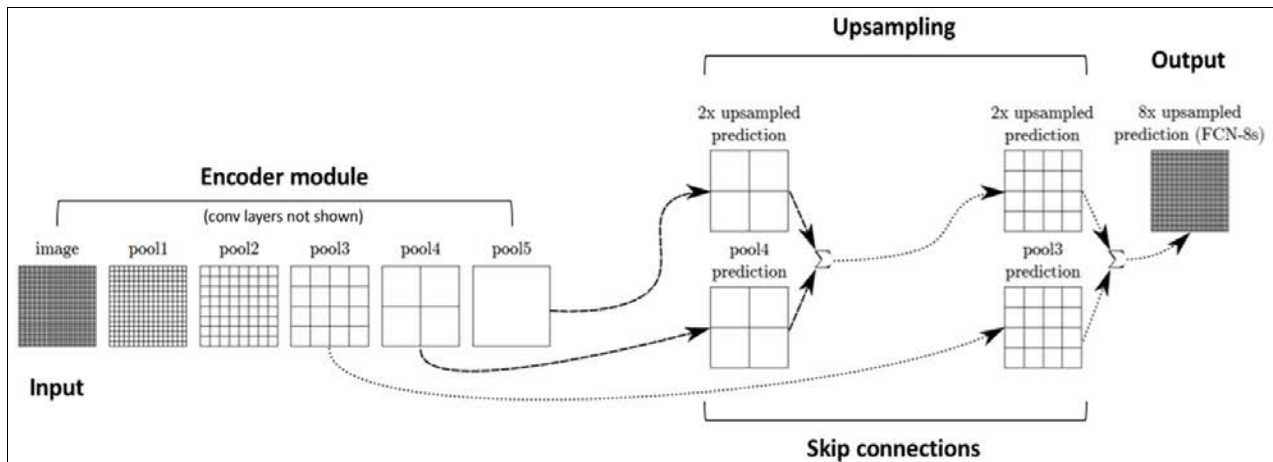 Upsampling
Output
2x upsampled
prediction
2x upsampled
prediction
8x upsampled
prediction (FCN-8s)
Encoder module
(conv layers not shown)
image
pool1
pool2
pool3
pool4
pool5
pool4
prediction
Σ
pool3
prediction
Σ
Input
Skip connections